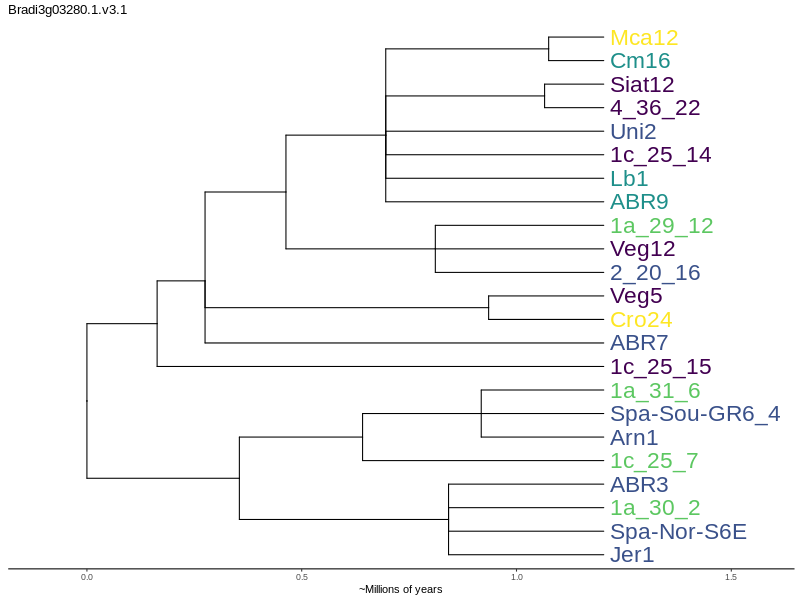 Bradi3g03280.1.v3.1
Mca12
Cm16
Siat12
4_36_22
Uni2
1c_25_14
Lb1
ABR9
1a_29_12
Veg12
2_20_16
Veg5
Cro24
ABR7
1c_25_15
1a_31_6
Spa-Sou-GR6_4
Arn1
1c_25_7
ABR3
1a_30_2
Spa-Nor-S6E
Jer1
0.0 0.5 1.0 1.5
~Millions of years